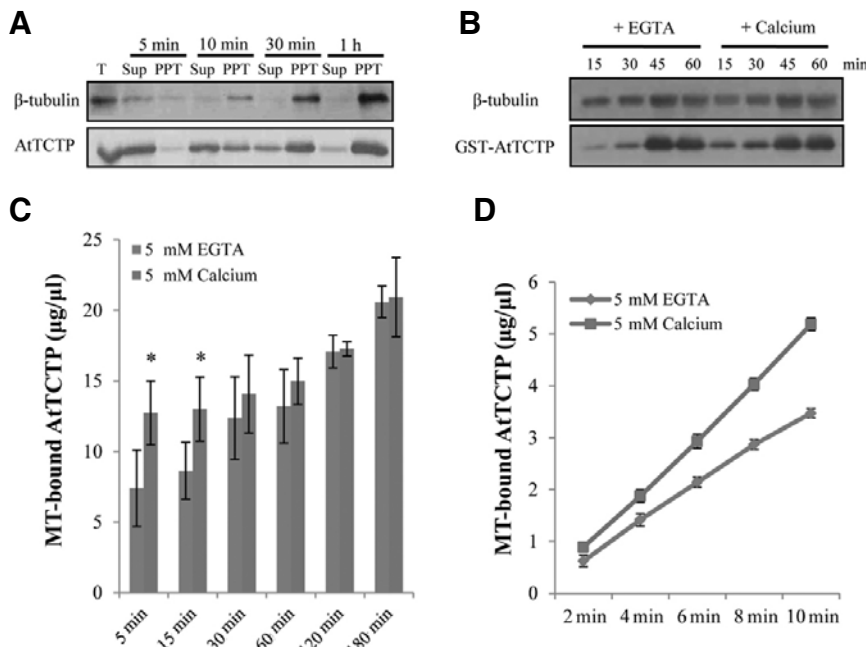 A
5 min 10 min 30 min 1 h
T Sup PPT Sup PPT Sup PPT Sup PPT
β-tubulin
AtTCTP
B
+ EGTA + Calcium
15 30 45 60 15 30 45 60 min
β-tubulin
GST-AtTCTP
C
MT-bound AtTCTP (µg/µl)
25
20
15
10
5
0
5 mM EGTA
5 mM Calcium
* *
5 min 15 min 30 min 60 min 120 min 180 min
D
MT-bound AtTCTP (µg/µl)
6
5
4
3
2
1
0
5 mM EGTA
5 mM Calcium
2 min 4 min 6 min 8 min 10 min